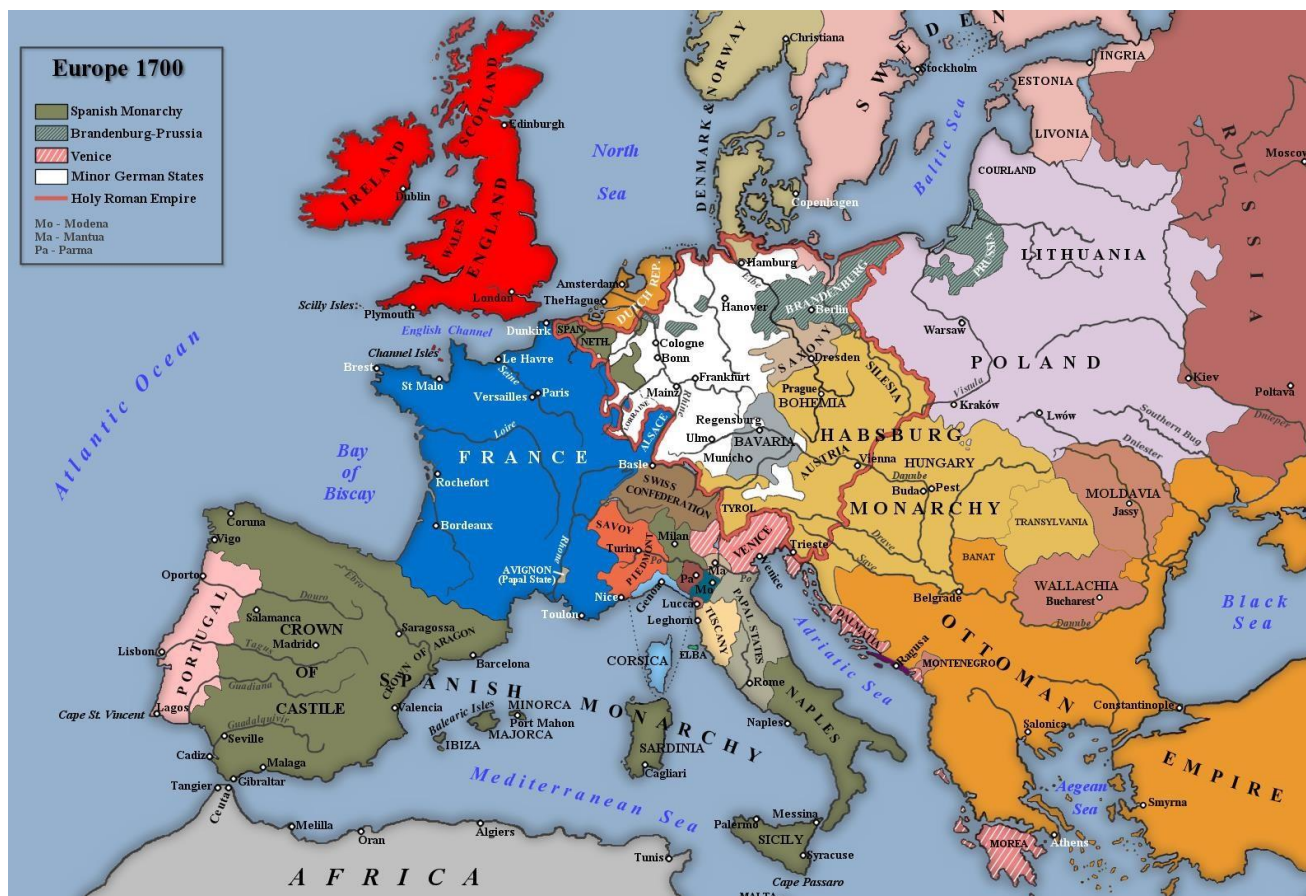 Europe 1700
Spanish Monarchy
Brandenburg-Prussia
Venice
Minor German States
Holy Roman Empire
Mo - Modena
Ma - Mantua
Pa - Parma
SCOTLAND
Edinburgh
IRELAND
Dublin
WALES
ENGLAND
London
Plymouth
Scilly Isles
English Channel
Channel Isles
North
Sea
DENMARK & NORWAY
Christiana
SWEDEN
Stockholm
Baltic Sea
Copenhagen
INGRIA
ESTONIA
LIVONIA
COURLAND
RUSSIA
Moscow
LITHUANIA
PRUSSIA
Warsaw
POLAND
Kiev
Poltava
Dnieper
Vistula
Kraków
Lwów
Southern Bug
Dniester
Amsterdam
The Hague
DUTCH REP.
Hamburg
Elbe
Hanover
BRANDENBURG
Berlin
Dunkirk
SPAN.
NETH.
Cologne
Bonn
SAXONY
Dresden
SILESIA
Frankfurt
Mainz
Rhine
LORRAINE
ALSACE
Prague
BOHEMIA
Regensburg
Ulm
BAVARIA
Munich
HABSBURG
MONARCHY
AUSTRIA
Vienna
HUNGARY
Danube
Buda
Pest
TYROL
TRANSYLVANIA
MOLDAVIA
Jassy
BANAT
WALLACHIA
Bucharest
Danube
Drave
Save
Belgrade
Brest
St Malo
Le Havre
Seine
Versailles
Paris
Loire
FRANCE
Basle
Rochefort
Bordeaux
Rhone
AVIGNON
(Papal State)
Toulon
Atlantic Ocean
Bay
of
Biscay
SWISS
CONFEDERATION
SAVOY
Turin
PIEDMONT
Po
Milan
Nice
Genoa
Ma
Pa
Mo
Po
VENICE
Venice
Trieste
Lucca
Leghorn
TUSCANY
PAPAL STATES
Rome
CORSICA
ELBA
Adriatic Sea
DALMATIA
Ragusa
MONTENEGRO
OTTOMAN
EMPIRE
Black
Sea
Constantinople
Salonica
Aegean
Sea
Smyrna
Athens
MOREA
Coruna
Vigo
Oporto
PORTUGAL
Lisbon
Lagos
Cape St. Vincent
Ebro
Douro
Salamanca
Madrid
Tagus
Guadiana
Guadalquivir
CROWN
OF
CASTILE
Saragossa
CROWN OF ARAGON
Barcelona
Valencia
SPANISH
MONARCHY
Balearic Isles
MINORCA
Port Mahon
MAJORCA
IBIZA
Seville
Cadiz
Malaga
Gibraltar
Tangier
Ceuta
Melilla
Oran
Algiers
Tunis
AFRICA
Mediterranean Sea
SARDINIA
Cagliari
Naples
NAPLES
Palermo
Messina
SICILY
Syracuse
Cape Passaro
MALTA